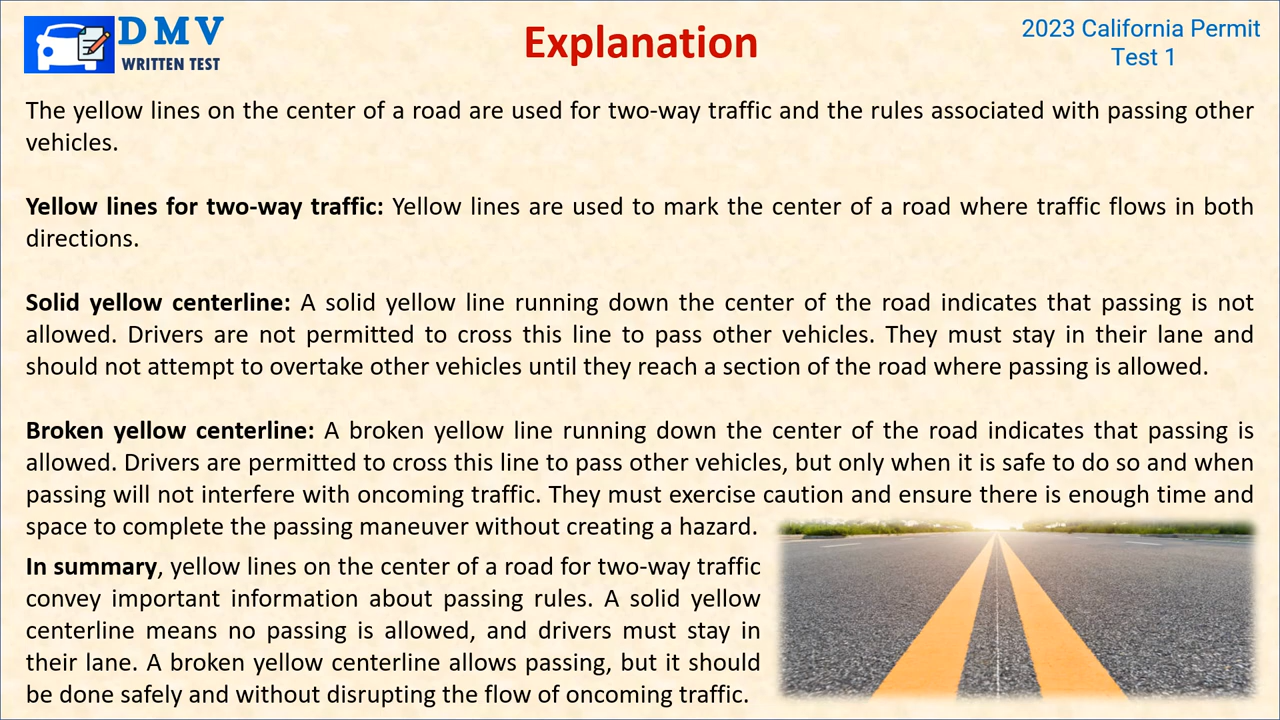 DMV
WRITTEN TEST
Explanation
2023 California Permit
Test 1
The yellow lines on the center of a road are used for two-way traffic and the rules associated with passing other
vehicles.
Yellow lines for two-way traffic: Yellow lines are used to mark the center of a road where traffic flows in both
directions.
Solid yellow centerline: A solid yellow line running down the center of the road indicates that passing is not
allowed. Drivers are not permitted to cross this line to pass other vehicles. They must stay in their lane and
should not attempt to overtake other vehicles until they reach a section of the road where passing is allowed.
Broken yellow centerline: A broken yellow line running down the center of the road indicates that passing is
allowed. Drivers are permitted to cross this line to pass other vehicles, but only when it is safe to do so and when
passing will not interfere with oncoming traffic. They must exercise caution and ensure there is enough time and
space to complete the passing maneuver without creating a hazard.
In summary, yellow lines on the center of a road for two-way traffic
convey important information about passing rules. A solid yellow
centerline means no passing is allowed, and drivers must stay in
their lane. A broken yellow centerline allows passing, but it should
be done safely and without disrupting the flow of oncoming traffic.